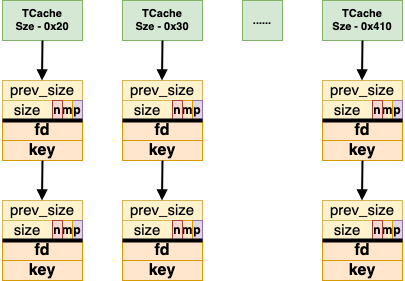 TCache
Sze - 0x20
TCache
Sze - 0x30
......
TCache
Sze - 0x410
prev_size
size n m p
fd
key
prev_size
size n m p
fd
key
prev_size
size n m p
fd
key
prev_size
size n m p
fd
key
prev_size
size n m p
fd
key
prev_size
size n m p
fd
key